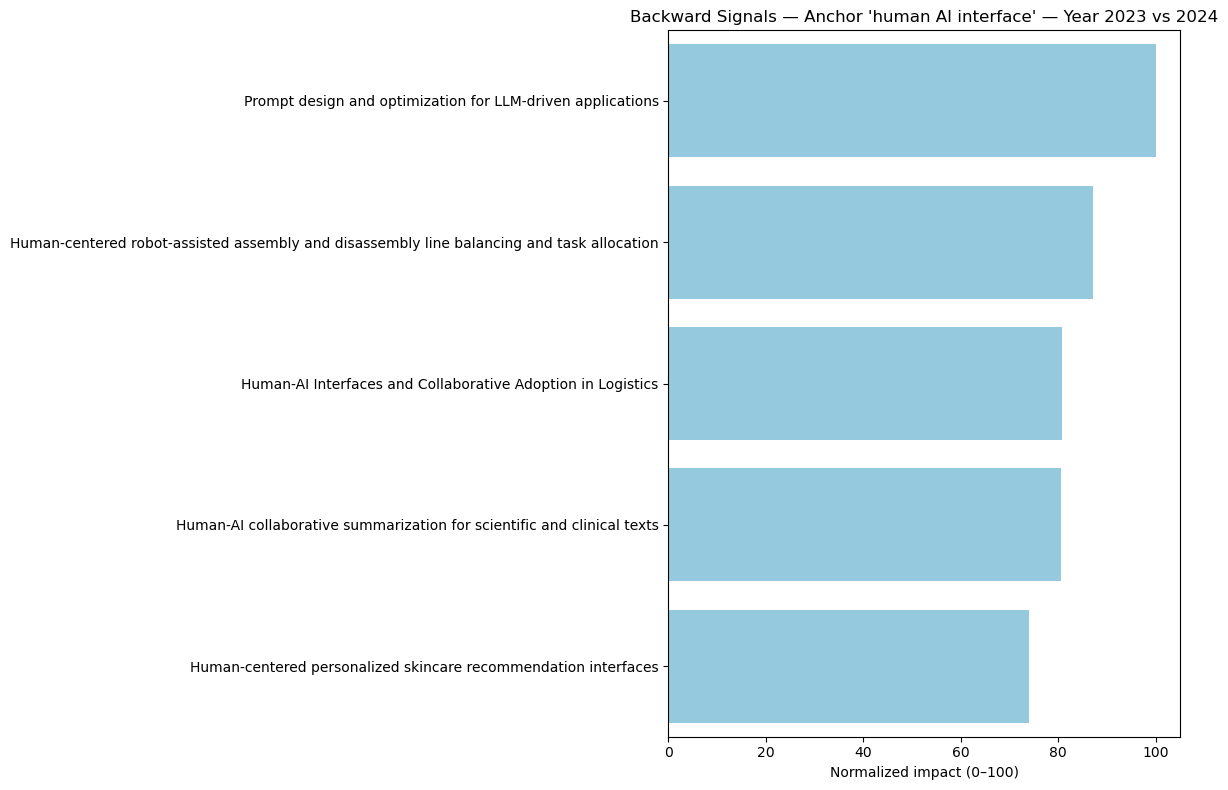 Backward Signals — Anchor 'human AI interface' — Year 2023 vs 2024
Prompt design and optimization for LLM-driven applications
Human-centered robot-assisted assembly and disassembly line balancing and task allocation
Human-AI Interfaces and Collaborative Adoption in Logistics
Human-AI collaborative summarization for scientific and clinical texts
Human-centered personalized skincare recommendation interfaces
0 20 40 60 80 100
Normalized impact (0–100)